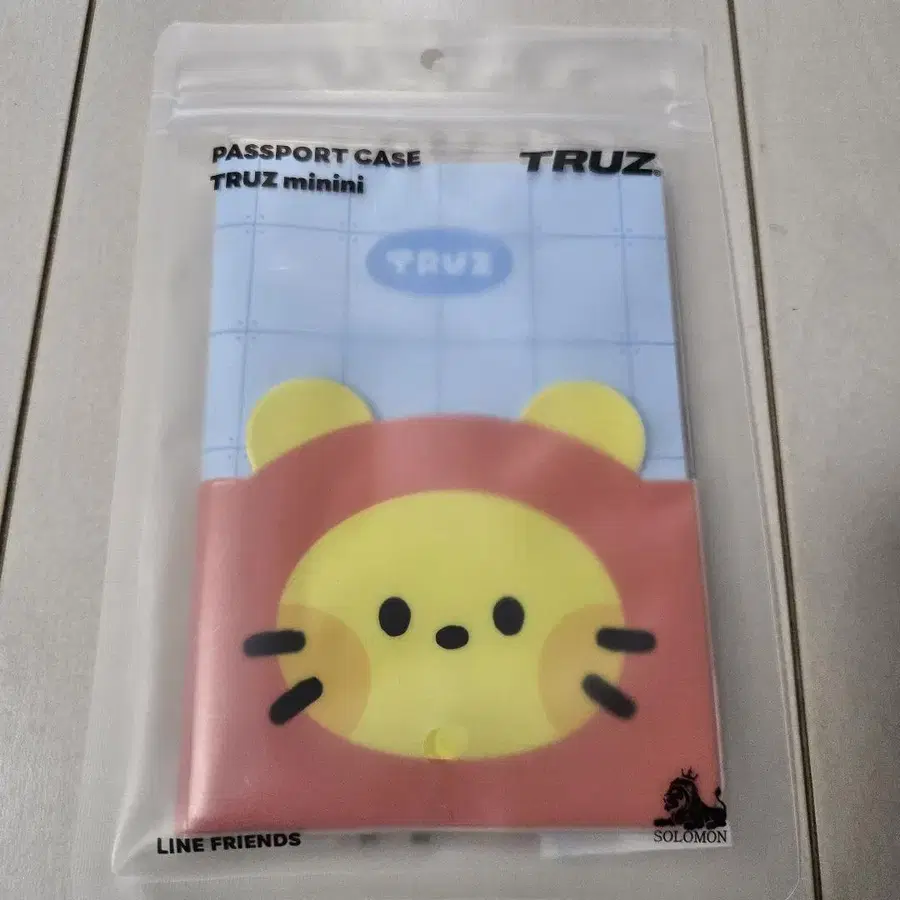 PASSPORT CASE
TRUZ minini
TRUZ
TRUZ
LINE FRIENDS
SOLOMON